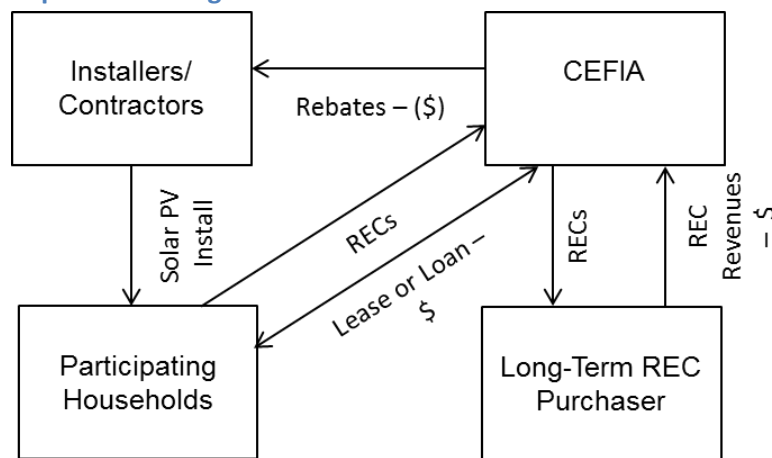 Installers/
Contractors
CEFIA
Rebates – ($)
Solar PV
Install
RECs
Lease or Loan –
$
RECs
REC
Revenues
– $
Participating
Households
Long-Term REC
Purchaser